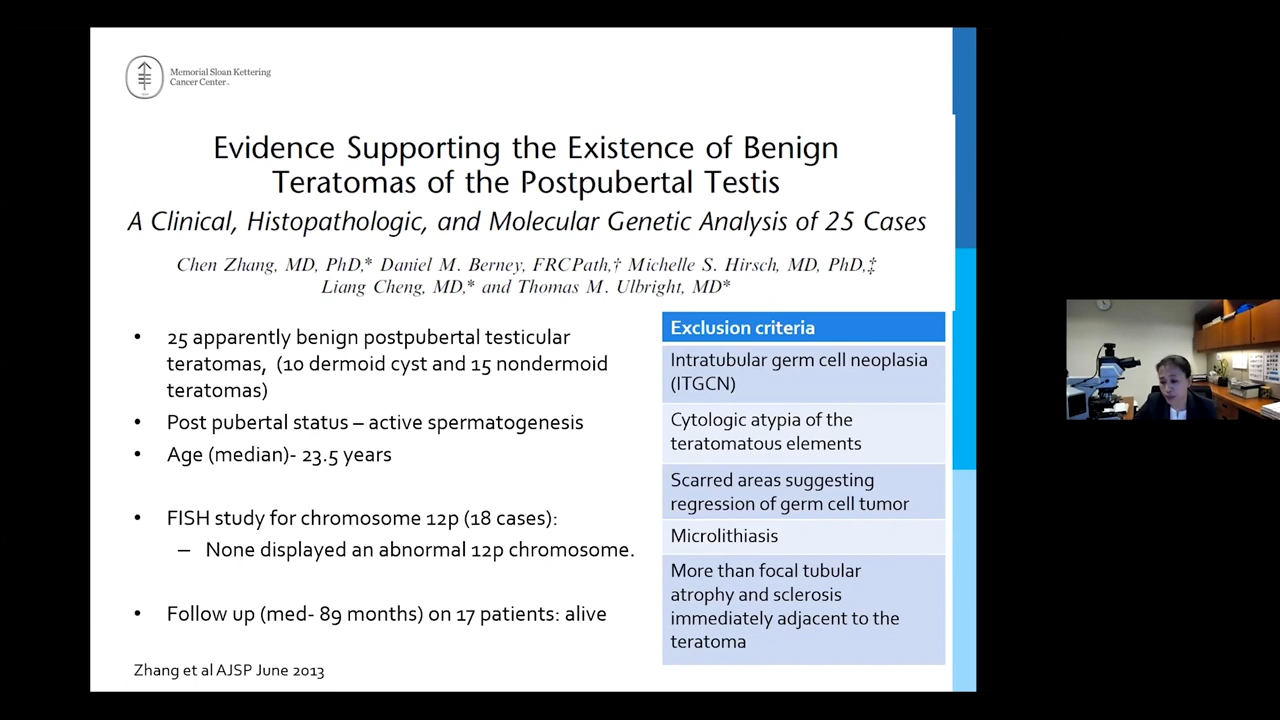 Memorial Sloan Kettering
Cancer Center
Evidence Supporting the Existence of Benign
Teratomas of the Postpubertal Testis
A Clinical, Histopathologic, and Molecular Genetic Analysis of 25 Cases
Chen Zhang, MD, PhD,* Daniel M. Berney, FRCPath,† Michelle S. Hirsch, MD, PhD,‡
Liang Cheng, MD,* and Thomas M. Ulbright, MD*
• 25 apparently benign postpubertal testicular
teratomas, (10 dermoid cyst and 15 nondermoid
teratomas)
• Post pubertal status – active spermatogenesis
• Age (median)- 23.5 years
• FISH study for chromosome 12p (18 cases):
– None displayed an abnormal 12p chromosome.
• Follow up (med- 89 months) on 17 patients: alive
Exclusion criteria
Intratubular germ cell neoplasia
(ITGCN)
Cytologic atypia of the
teratomatous elements
Scarred areas suggesting
regression of germ cell tumor
Microlithiasis
More than focal tubular
atrophy and sclerosis
immediately adjacent to the
teratoma
Zhang et al AJSP June 2013